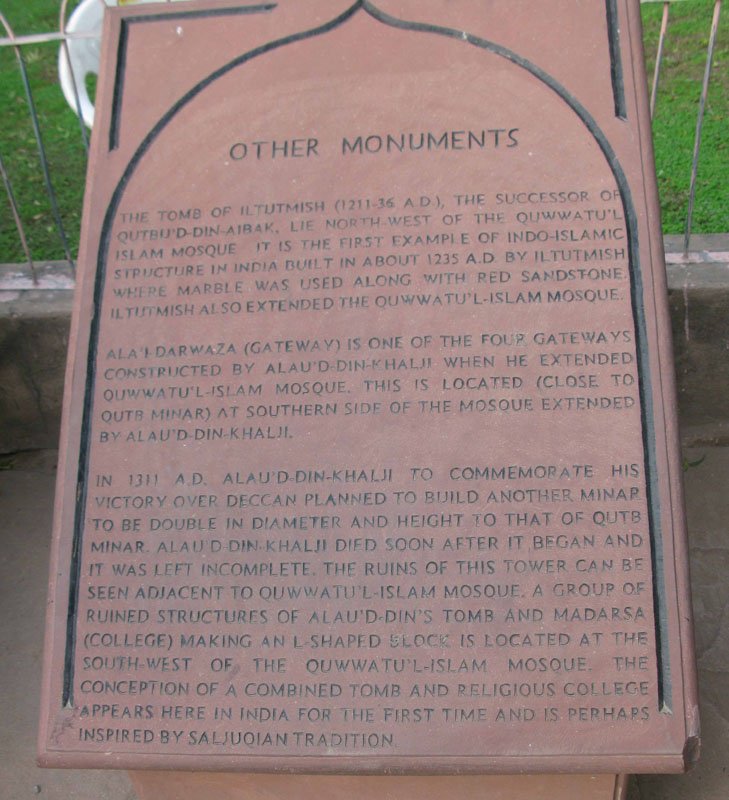 OTHER MONUMENTS
THE TOMB OF ILTUTMISH (1211-36 A.D.), THE SUCCESSOR OF
QUTBU'D-DIN-AIBAK, LIE NORTH-WEST OF THE QUWWATU'L
ISLAM MOSQUE IT IS THE FIRST EXAMPLE OF INDO-ISLAMIC
STRUCTURE IN INDIA BUILT IN ABOUT 1235 A.D. BY ILTUTMISH
WHERE MARBLE WAS USED ALONG WITH RED SANDSTONE.
ILTUTMISH ALSO EXTENDED THE QUWWATU'L-ISLAM MOSQUE.
ALA'I-DARWAZA (GATEWAY) IS ONE OF THE FOUR GATEWAYS
CONSTRUCTED BY ALAU'D-DIN-KHALJI WHEN HE EXTENDED
QUWWATU'L-ISLAM MOSQUE. THIS IS LOCATED (CLOSE TO
QUTB MINAR) AT SOUTHERN SIDE OF THE MOSQUE EXTENDED
BY ALAU'D-DIN-KHALJI.
IN 1311 A.D. ALAU'D-DIN-KHALJI TO COMMEMORATE HIS
VICTORY OVER DECCAN PLANNED TO BUILD ANOTHER MINAR
TO BE DOUBLE IN DIAMETER AND HEIGHT TO THAT OF QUTB
MINAR. ALAU'D-DIN-KHALJI DIED SOON AFTER IT BEGAN AND
IT WAS LEFT INCOMPLETE. THE RUINS OF THIS TOWER CAN BE
SEEN ADJACENT TO QUWWATU'L-ISLAM MOSQUE. A GROUP OF
RUINED STRUCTURES OF ALAU'D-DIN'S TOMB AND MADARSA
(COLLEGE) MAKING AN L-SHAPED BLOCK IS LOCATED AT THE
SOUTH-WEST OF THE QUWWATU'L-ISLAM MOSQUE. THE
CONCEPTION OF A COMBINED TOMB AND RELIGIOUS COLLEGE
APPEARS HERE IN INDIA FOR THE FIRST TIME AND IS PERHAPS
INSPIRED BY SALJUQIAN TRADITION.